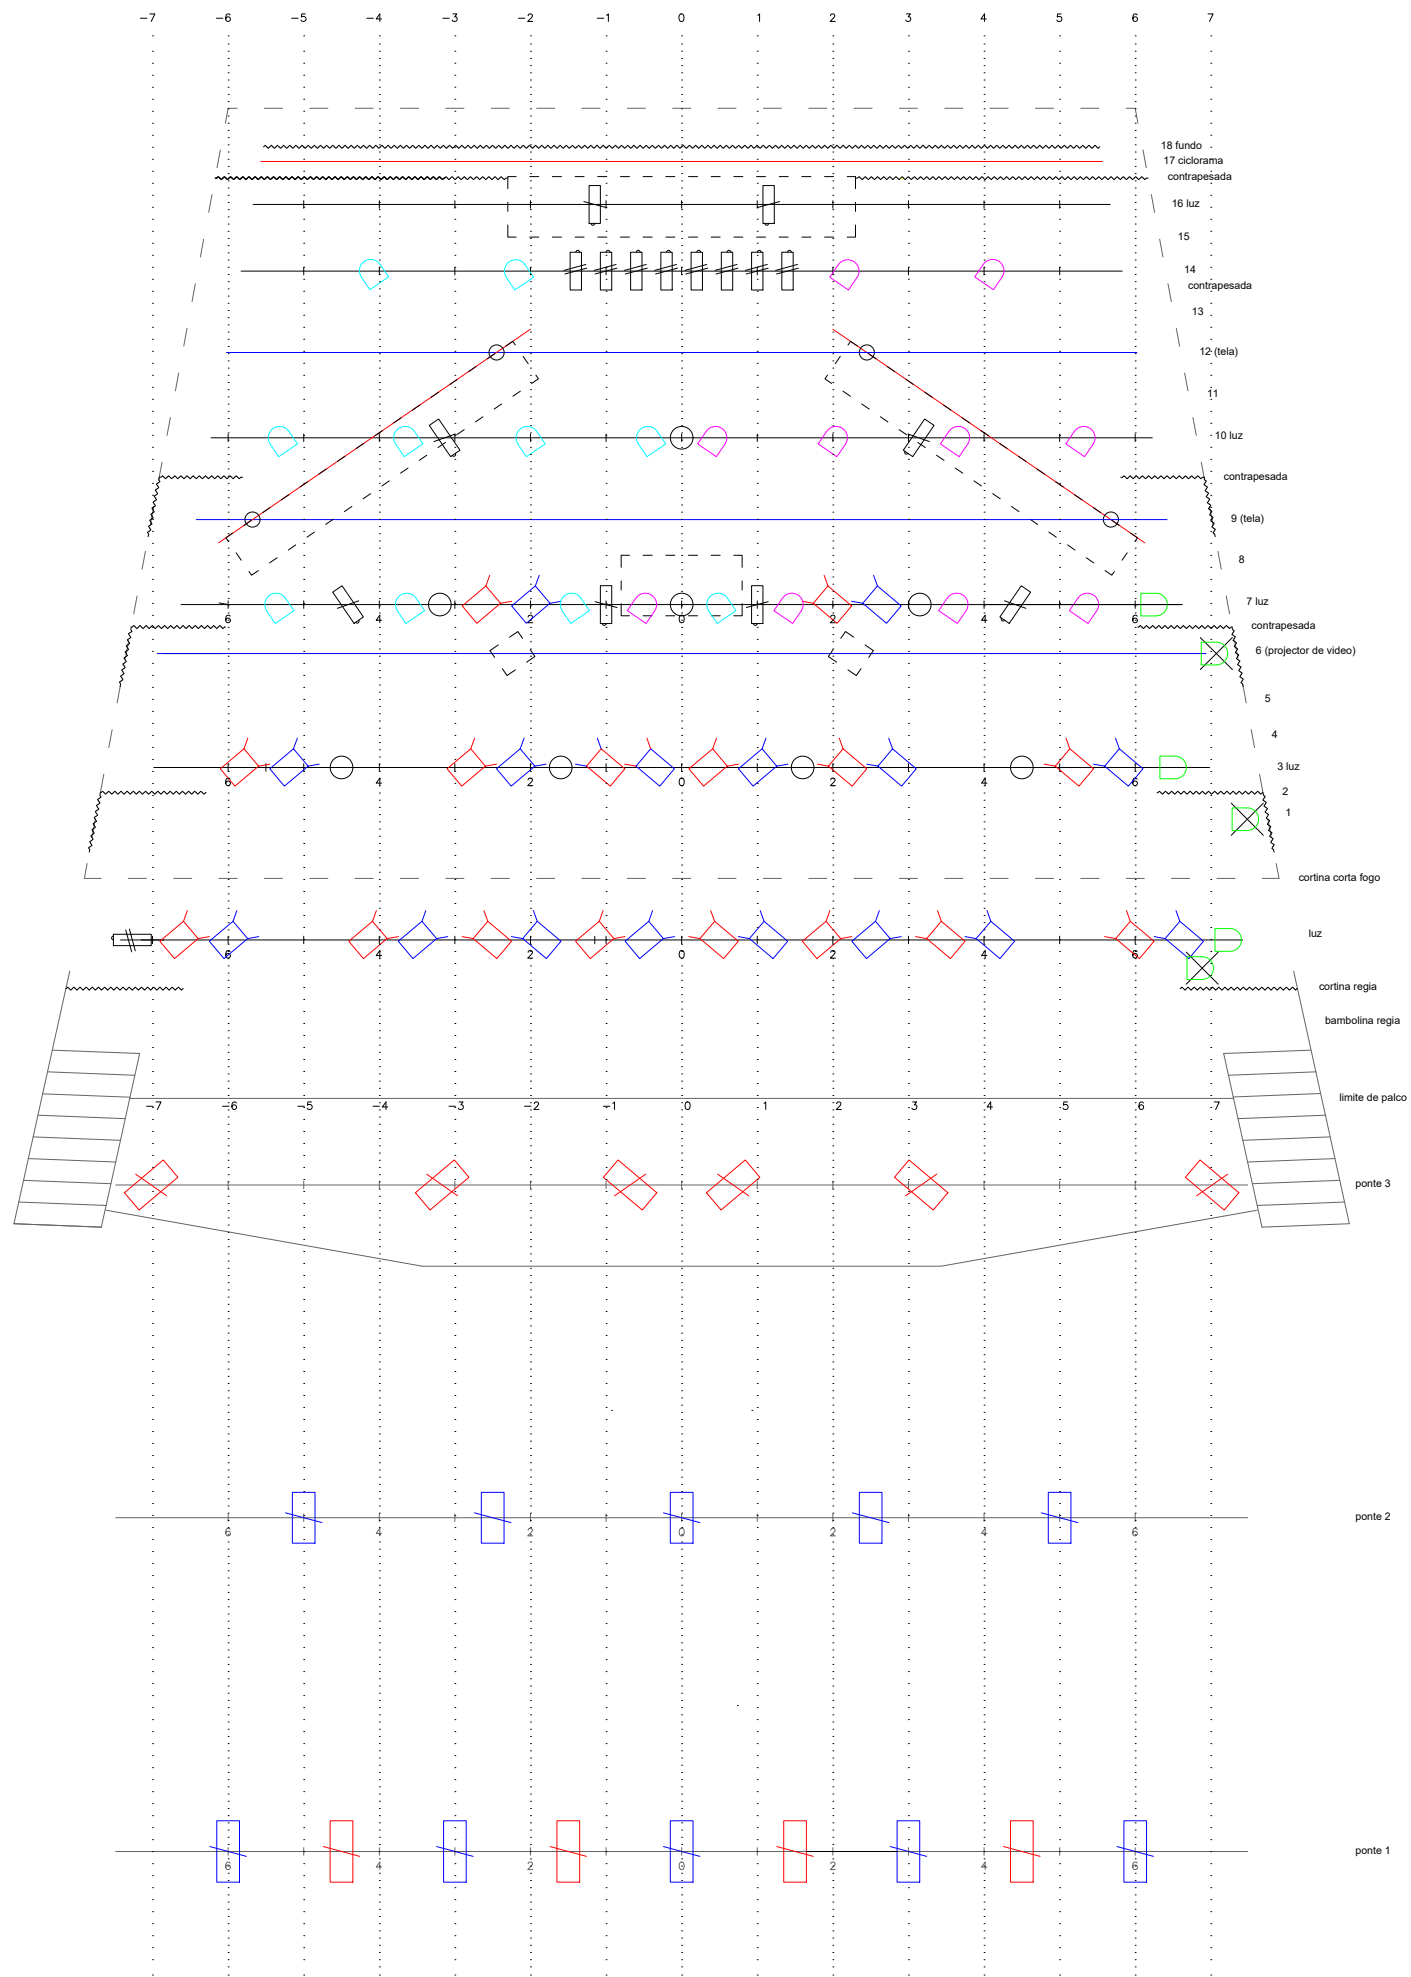 -7 -6 -5 -4 -3 -2 -1 0 1 2 3 4 5 6 7
18 fundo
17 ciclorama
contrapesada
16 luz
15
14
contrapesada
13
12 (tela)
11
10 luz
contrapesada
9 (tela)
8
7 luz
6 4 2 0 2 4 6
contrapesada
6 (projector de video)
5
4
3 luz
6 4 2 0 2 4 6
2
1
cortina corta fogo
luz
6 4 2 0 2 4 6
cortina regia
bambolina regia
limite de palco
-7 -6 -5 -4 -3 -2 -1 0 1 2 3 4 5 6 7
ponte 3
ponte 2
6 4 2 0 2 4 6
ponte 1
6 4 2 0 2 4 6